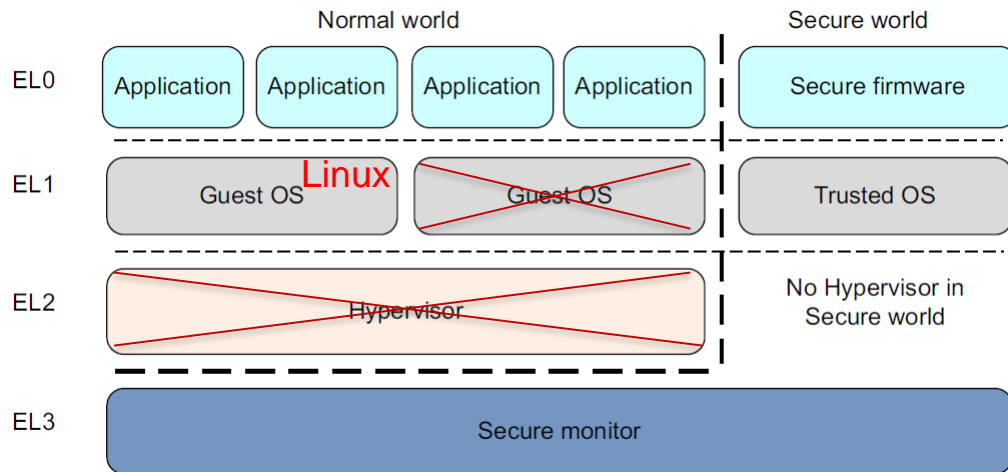 Normal world
Secure world
EL0
Application
Application
Application
Application
Secure firmware
EL1
Guest OS
Linux
Guest OS
Trusted OS
EL2
Hypervisor
No Hypervisor in
Secure world
EL3
Secure monitor